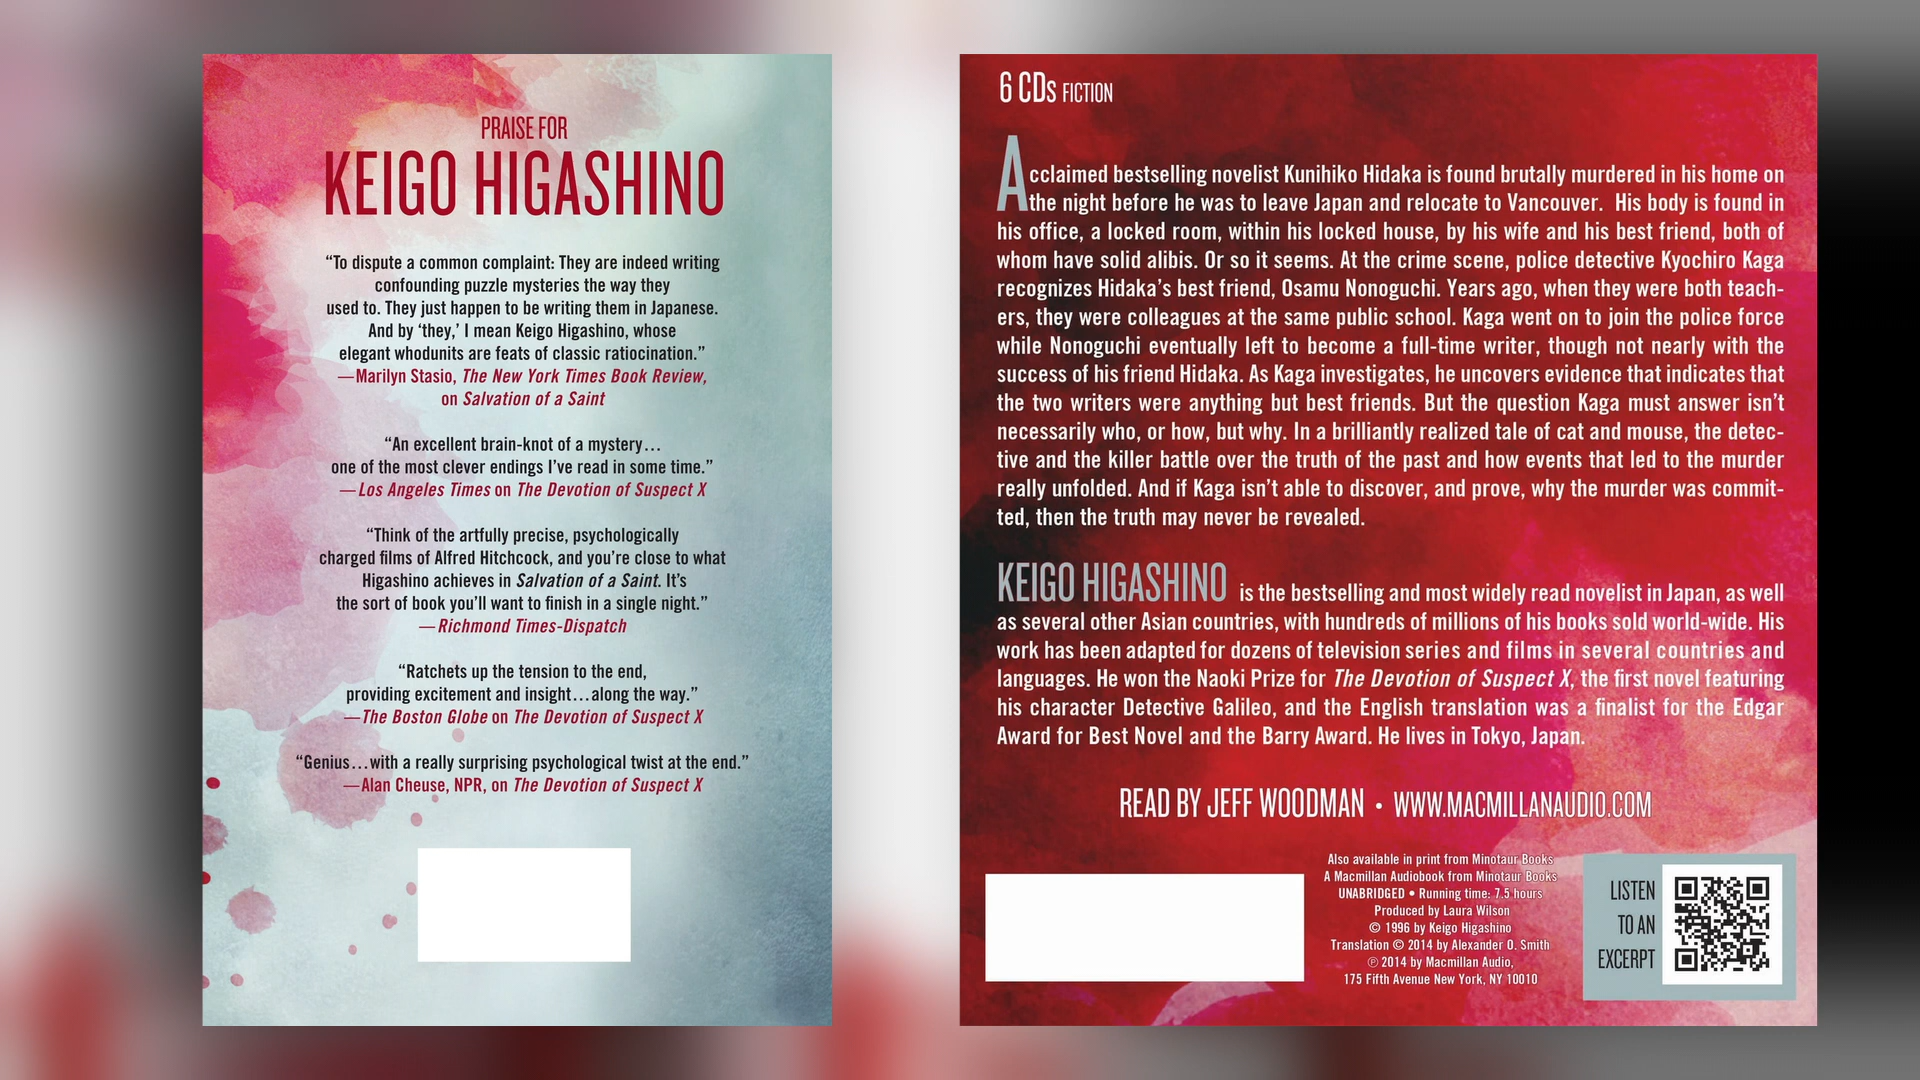 PRAISE FOR
KEIGO HIGASHINO
“To dispute a common complaint: They are indeed writing
confounding puzzle mysteries the way they
used to. They just happen to be writing them in Japanese.
And by ‘they,’ I mean Keigo Higashino, whose
elegant whodunits are feats of classic ratiocination.”
—Marilyn Stasio, The New York Times Book Review,
on Salvation of a Saint
“An excellent brain-knot of a mystery…
one of the most clever endings I’ve read in some time.”
—Los Angeles Times on The Devotion of Suspect X
“Think of the artfully precise, psychologically
charged films of Alfred Hitchcock, and you’re close to what
Higashino achieves in Salvation of a Saint. It’s
the sort of book you’ll want to finish in a single night.”
—Richmond Times-Dispatch
“Ratchets up the tension to the end,
providing excitement and insight…along the way.”
—The Boston Globe on The Devotion of Suspect X
“Genius…with a really surprising psychological twist at the end.”
—Alan Cheuse, NPR, on The Devotion of Suspect X
6 CDs FICTION
Acclaimed bestselling novelist Kunihiko Hidaka is found brutally murdered in his home on
the night before he was to leave Japan and relocate to Vancouver. His body is found in
his office, a locked room, within his locked house, by his wife and his best friend, both of
whom have solid alibis. Or so it seems. At the crime scene, police detective Kyochiro Kaga
recognizes Hidaka’s best friend, Osamu Nonoguchi. Years ago, when they were both teach-
ers, they were colleagues at the same public school. Kaga went on to join the police force
while Nonoguchi eventually left to become a full-time writer, though not nearly with the
success of his friend Hidaka. As Kaga investigates, he uncovers evidence that indicates that
the two writers were anything but best friends. But the question Kaga must answer isn’t
necessarily who, or how, but why. In a brilliantly realized tale of cat and mouse, the detec-
tive and the killer battle over the truth of the past and how events that led to the murder
really unfolded. And if Kaga isn’t able to discover, and prove, why the murder was commit-
ted, then the truth may never be revealed.
KEIGO HIGASHINO is the bestselling and most widely read novelist in Japan, as well
as several other Asian countries, with hundreds of millions of his books sold world-wide. His
work has been adapted for dozens of television series and films in several countries and
languages. He won the Naoki Prize for The Devotion of Suspect X, the first novel featuring
his character Detective Galileo, and the English translation was a finalist for the Edgar
Award for Best Novel and the Barry Award. He lives in Tokyo, Japan.
READ BY JEFF WOODMAN • WWW.MACMILLANAUDIO.COM
Also available in print from Minotaur Books
A Macmillan Audiobook from Minotaur Books
UNABRIDGED • Running time: 7.5 hours
Produced by Laura Wilson
© 1996 by Keigo Higashino
Translation © 2014 by Alexander O. Smith
℗ 2014 by Macmillan Audio,
175 Fifth Avenue New York, NY 10010
LISTEN
TO AN
EXCERPT